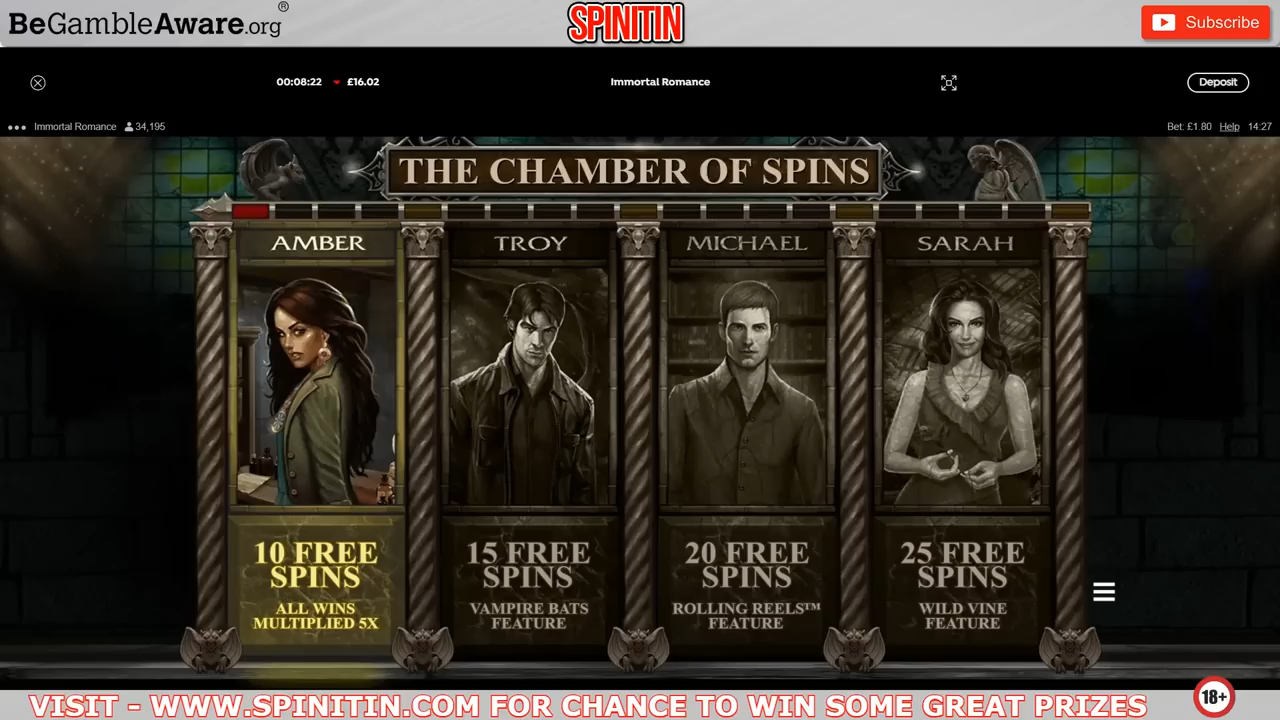 BeGambleAware.org®
SPINITIN
Subscribe
00:08:22 £16.02
Immortal Romance
Deposit
Immortal Romance 34,195
Bet: £1.80 Help 14:27
THE CHAMBER OF SPINS
AMBER
TROY
MICHAEL
SARAH
10 FREE
SPINS
ALL WINS
MULTIPLIED 5X
15 FREE
SPINS
VAMPIRE BATS
FEATURE
20 FREE
SPINS
ROLLING REELS™
FEATURE
25 FREE
SPINS
WILD VINE
FEATURE
VISIT - WWW.SPINITIN.COM FOR CHANCE TO WIN SOME GREAT PRIZES
18+